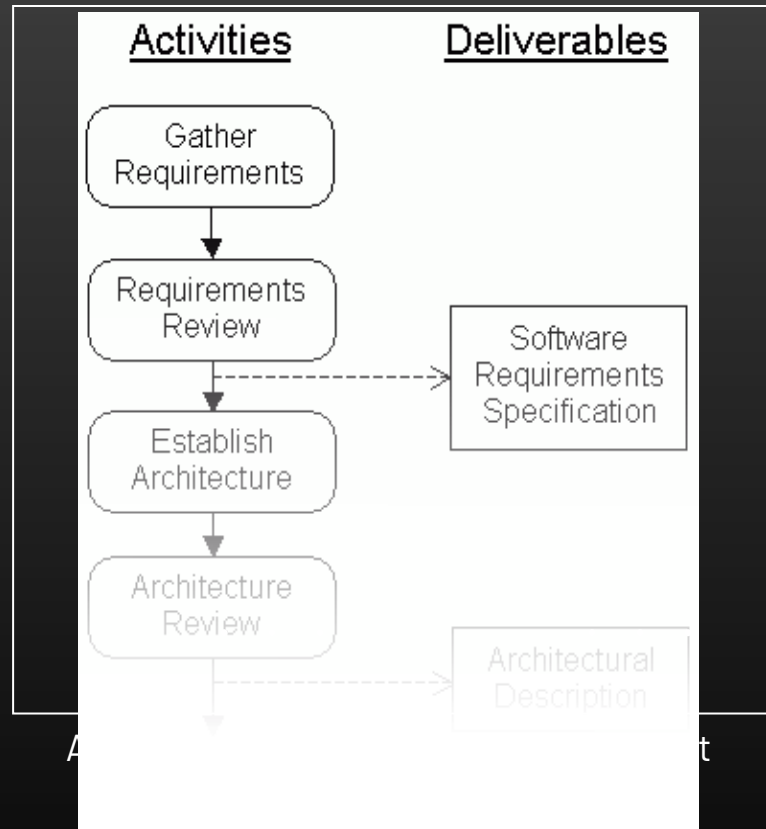 Activities
Deliverables
Gather
Requirements
Requirements
Review
Software
Requirements
Specification
Establish
Architecture
Architecture
Review
Architectural
Description